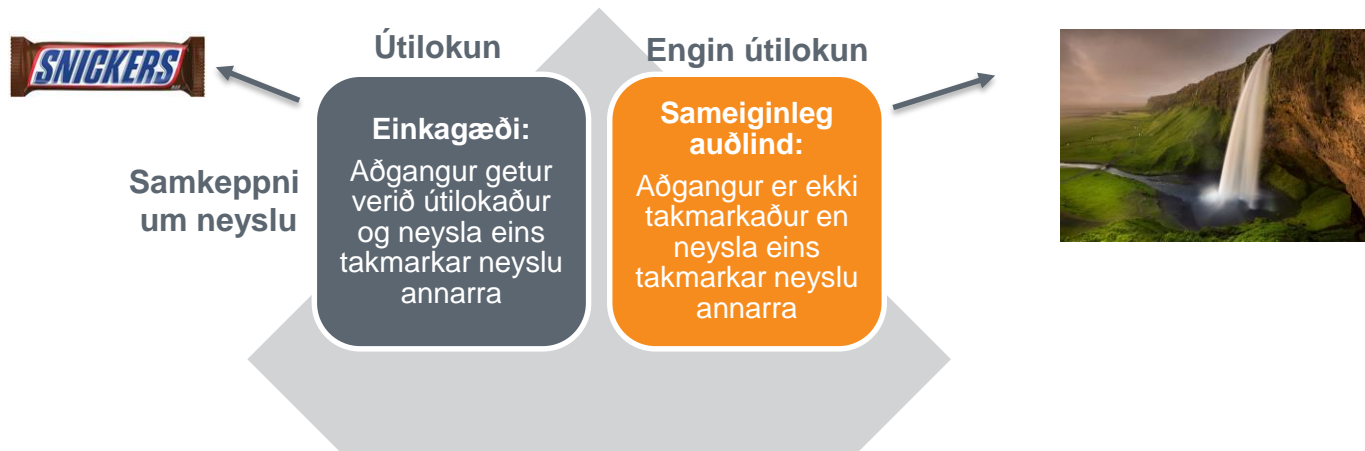 SNICKERS
Útilokun
Engin útilokun
Samkeppni
um neyslu
Einkagæði:
Aðgangur getur
verið útilokaður
og neysla eins
takmarkar neyslu
annarra
Sameiginleg
auðlind:
Aðgangur er ekki
takmarkaður en
neysla eins
takmarkar neyslu
annarra